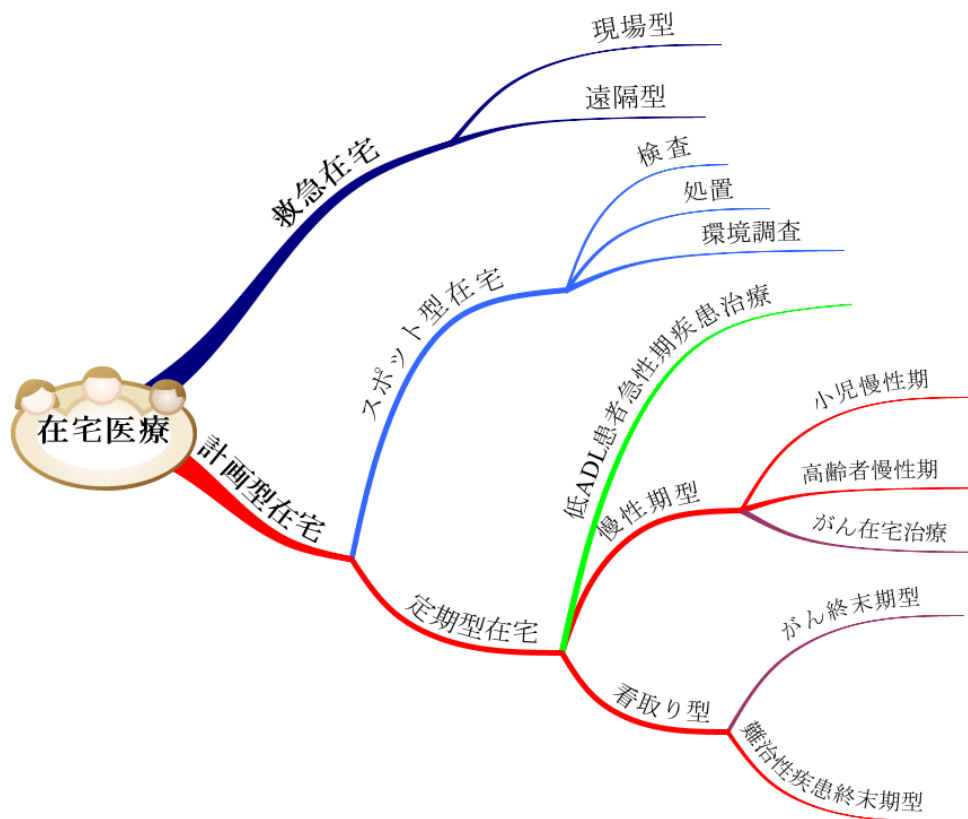 在宅医療
救急在宅
現場型
遠隔型
計画型在宅
スポット型在宅
検査
処置
環境調査
定期型在宅
低ADL患者急性期疾患治療
慢性期型
小児慢性期
高齢者慢性期
がん在宅治療
看取り型
がん終末期型
難治性疾患終末期型